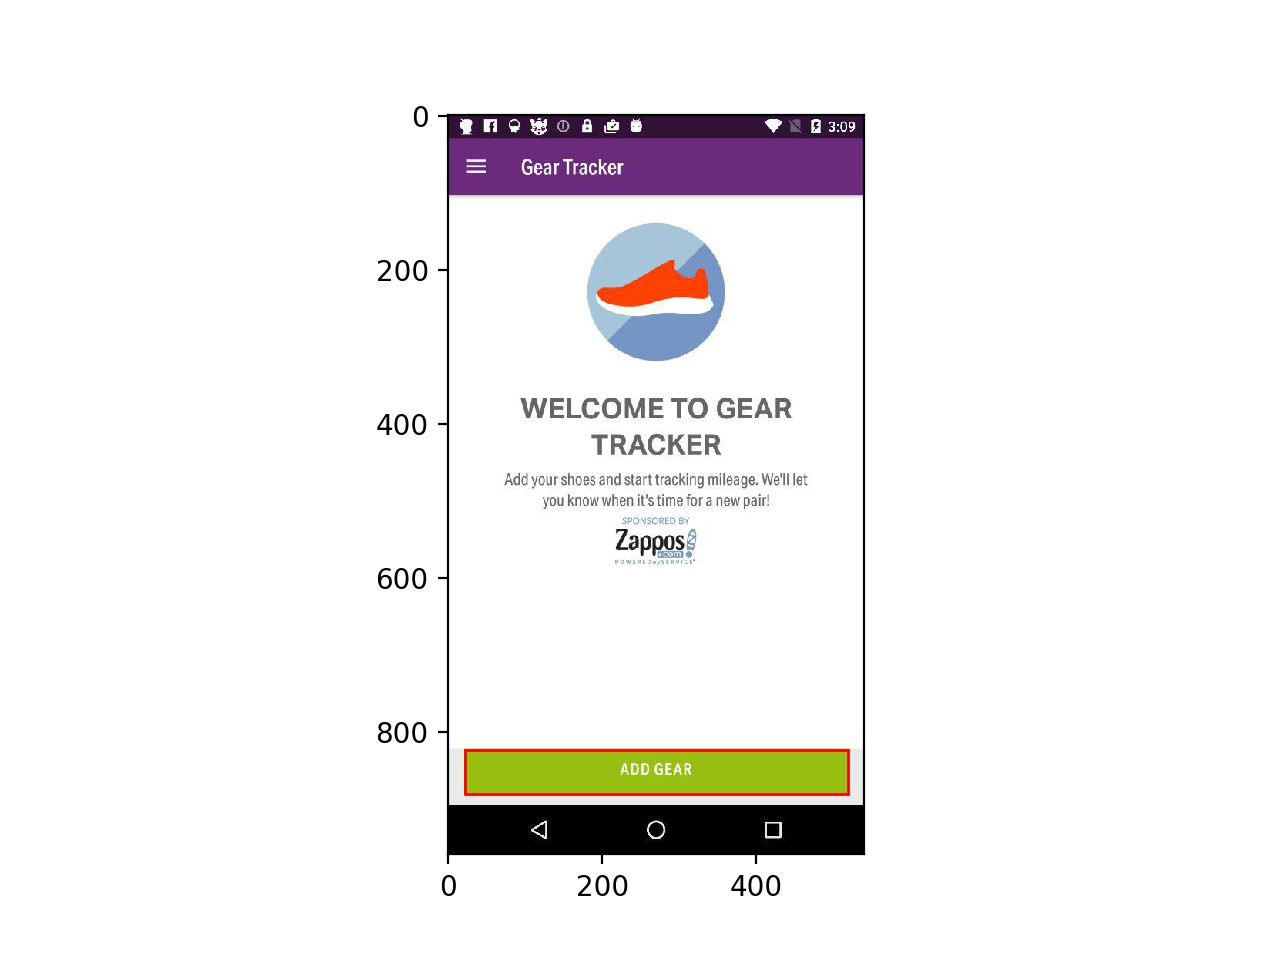 0
200
400
600
800
3:09
Gear Tracker
WELCOME TO GEAR
TRACKER
Add your shoes and start tracking mileage. We'll let
you know when it's time for a new pair!
SPONSORED BY
Zappos
.com
POWERED by SERVICE
ADD GEAR
0
200
400